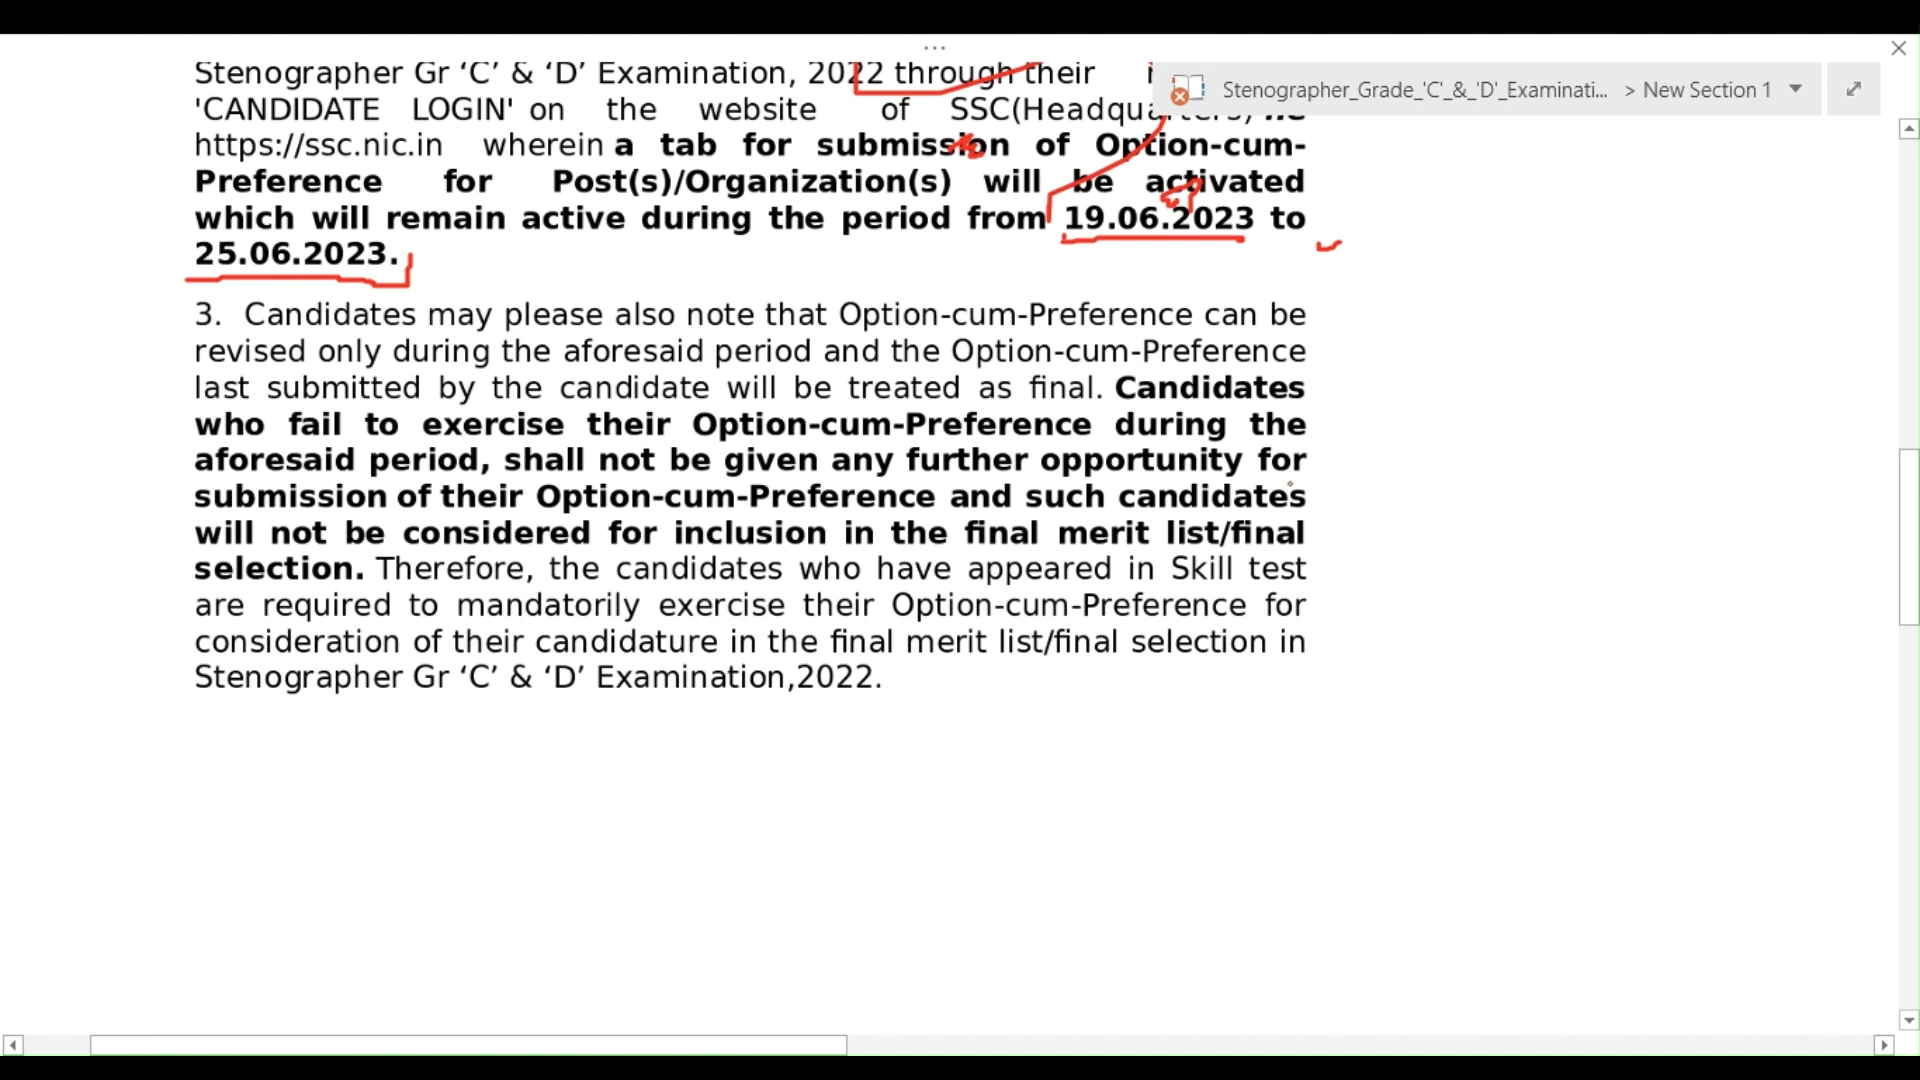 Stenographer Gr ‘C’ & ‘D’ Examination, 2022 through their
'CANDIDATE LOGIN' on the website of SSC(Headquarters)
https://ssc.nic.in wherein a tab for submission of Option-cum-
Preference for Post(s)/Organization(s) will be activated
which will remain active during the period from 19.06.2023 to
25.06.2023.
3. Candidates may please also note that Option-cum-Preference can be
revised only during the aforesaid period and the Option-cum-Preference
last submitted by the candidate will be treated as final. Candidates
who fail to exercise their Option-cum-Preference during the
aforesaid period, shall not be given any further opportunity for
submission of their Option-cum-Preference and such candidates
will not be considered for inclusion in the final merit list/final
selection. Therefore, the candidates who have appeared in Skill test
are required to mandatorily exercise their Option-cum-Preference for
consideration of their candidature in the final merit list/final selection in
Stenographer Gr ‘C’ & ‘D’ Examination,2022.
Stenographer_Grade_'C'_&_'D'_Examinati... > New Section 1